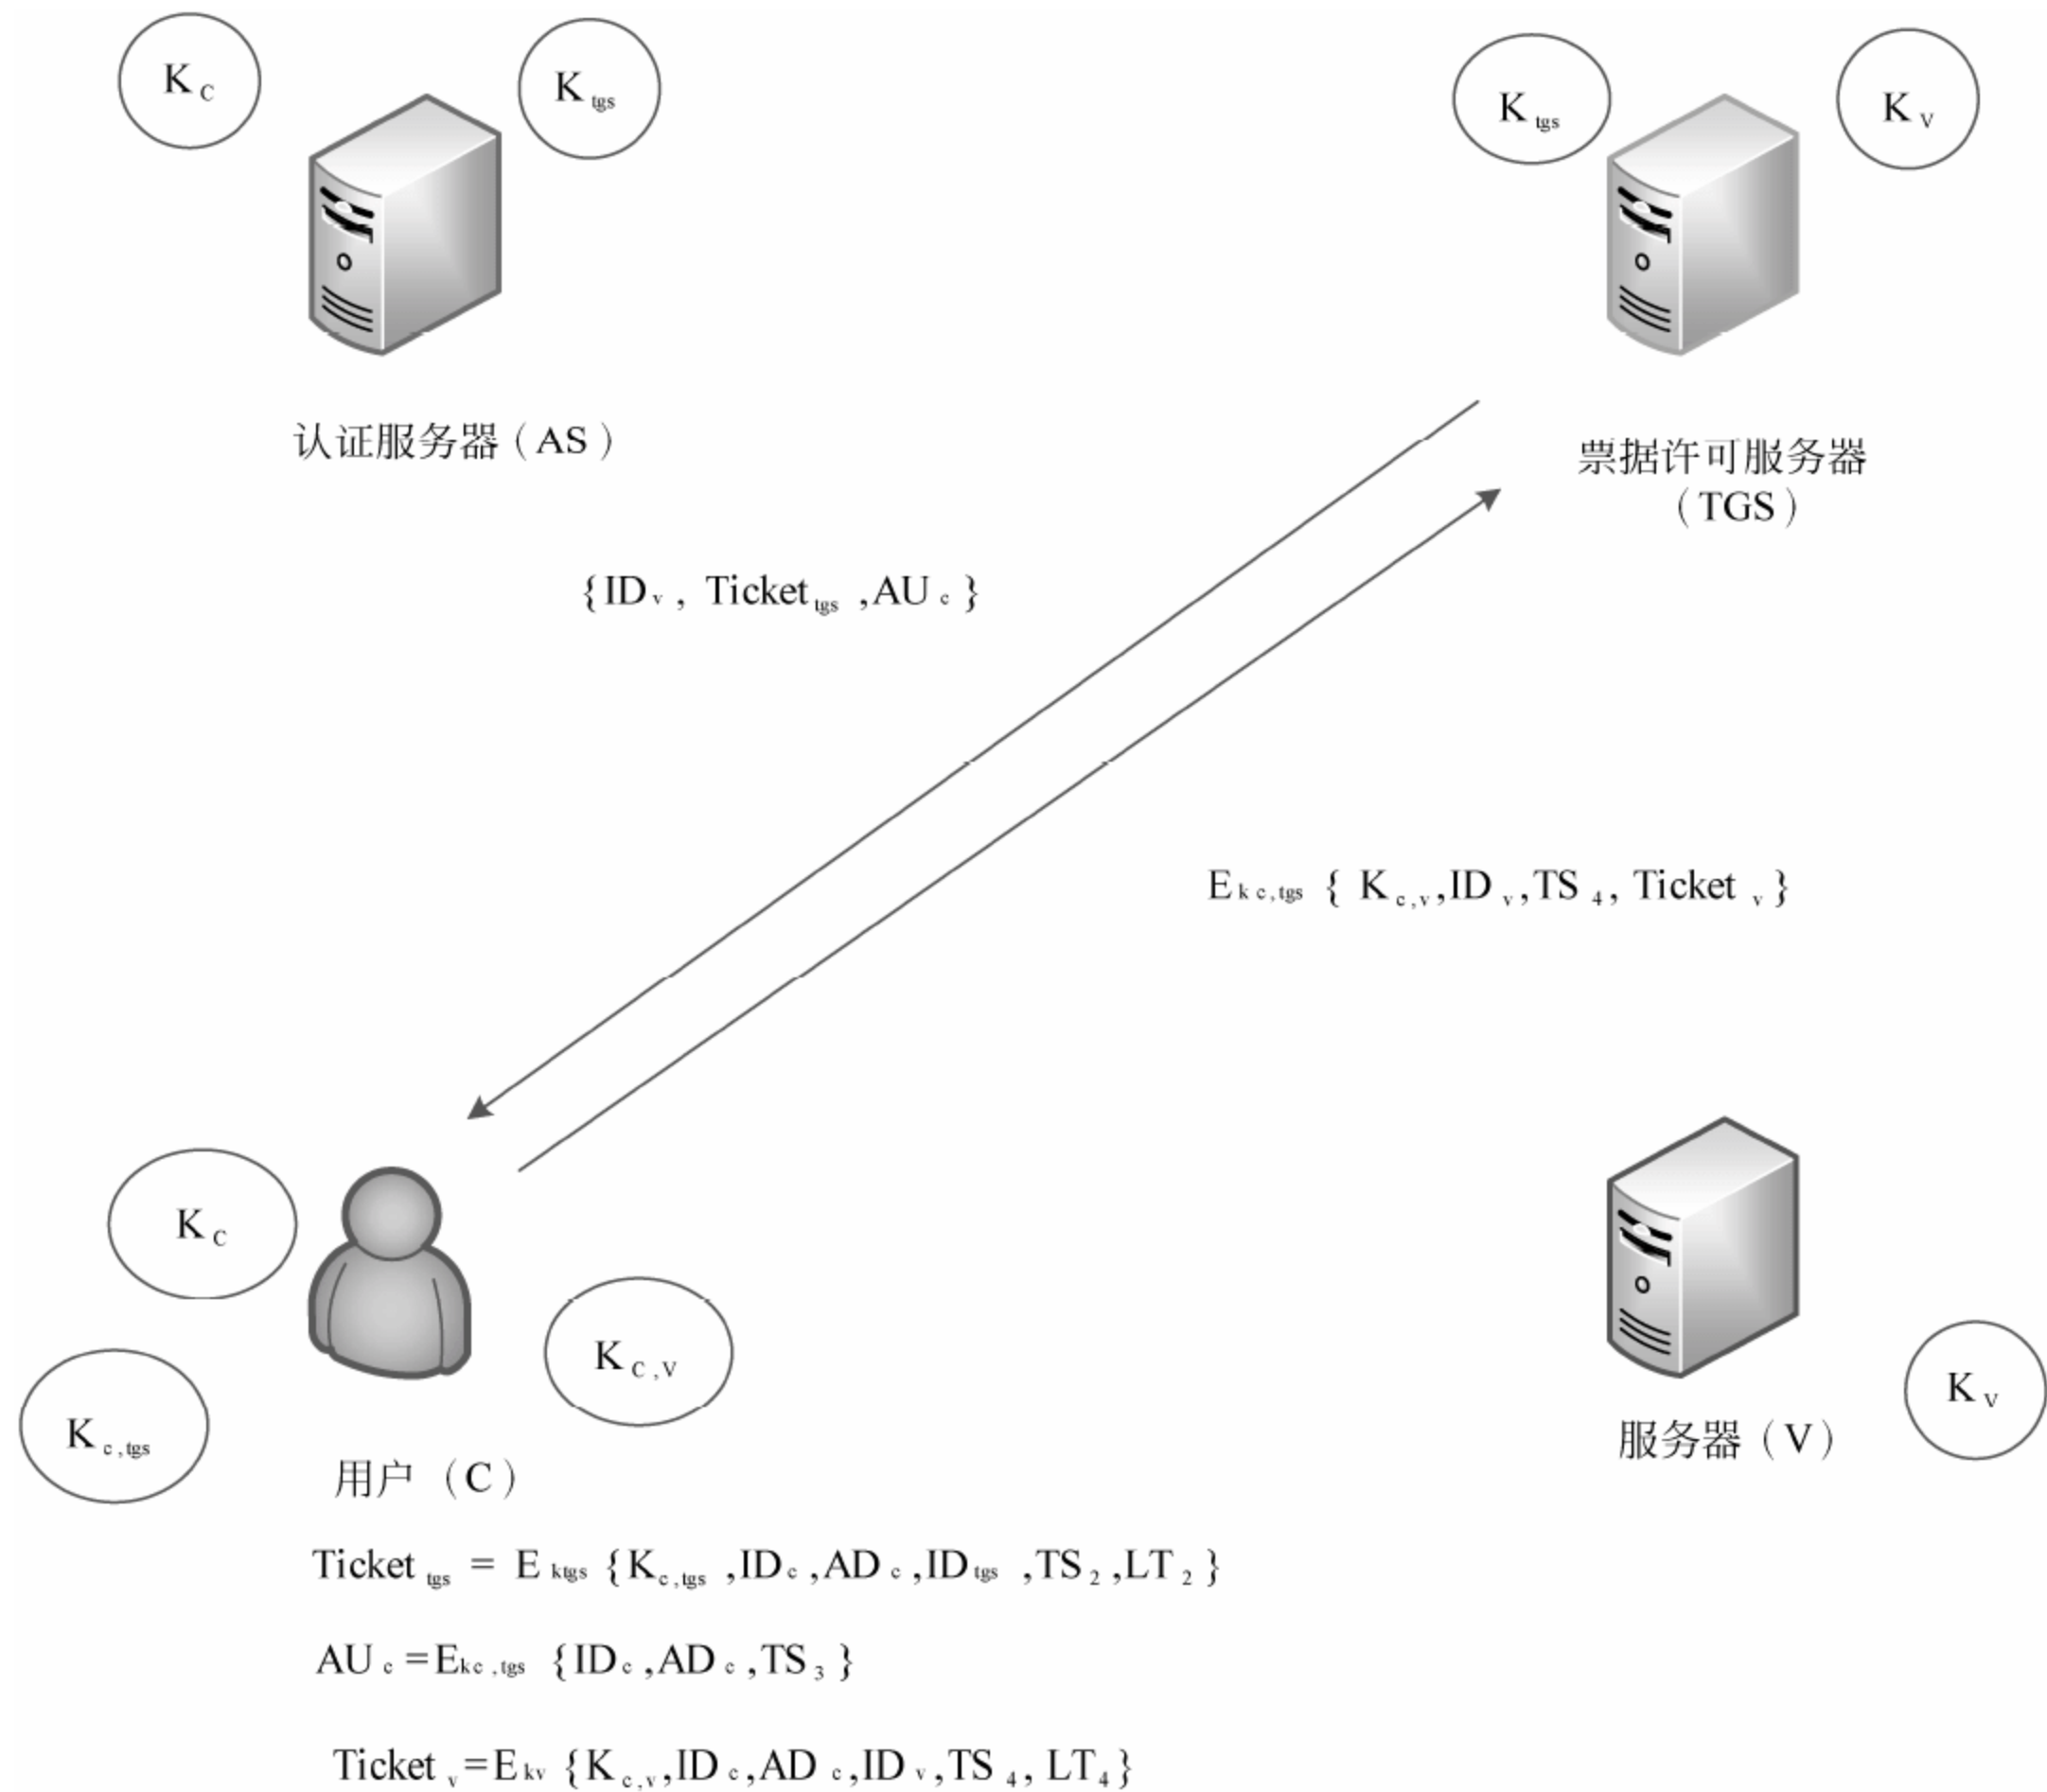 K C
K tgs
K tgs
K V
认证服务器（AS）
票据许可服务器
（TGS）
{ID v , Ticket tgs ,AU c }
E k c,tgs { K c,v,ID v,TS 4, Ticket v }
K C
K C,V
K c,tgs
K V
用户（C）
服务器（V）
Ticket tgs = E ktgs {K c,tgs ,ID c ,AD c ,ID tgs ,TS 2 ,LT 2 }
AU c =E kc,tgs {ID c ,AD c ,TS 3 }
Ticket v =E kv {K c,v,ID c,AD c,ID v,TS 4, LT 4}